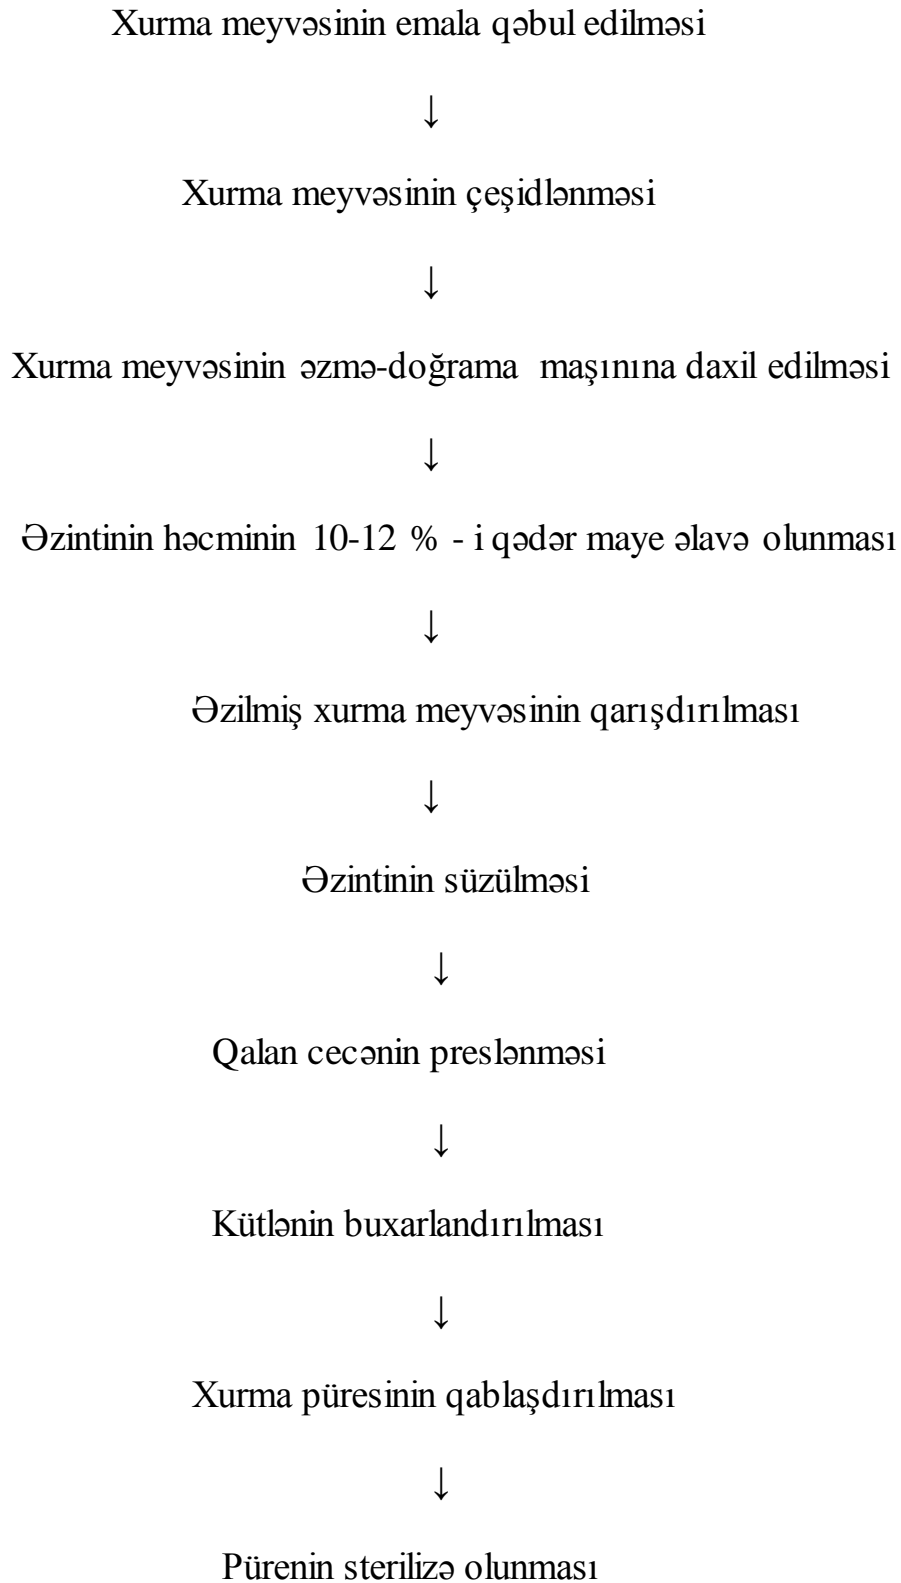 Xurma meyvəsinin emala qəbul edilməsi
↓
Xurma meyvəsinin çeşidlənməsi
↓
Xurma meyvəsinin əzmə-doğrama maşınına daxil edilməsi
↓
Əzintinin həcminin 10-12 % - i qədər maye əlavə olunması
↓
Əzilmiş xurma meyvəsinin qarışdırılması
↓
Əzintinin süzülməsi
↓
Qalan cecənin preslənməsi
↓
Kütlənin buxarlandırılması
↓
Xurma püresinin qablaşdırılması
↓
Pürenin sterilizə olunması